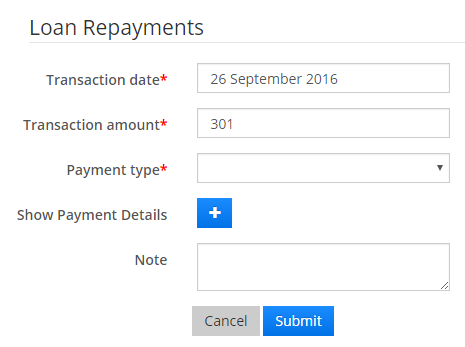 Loan Repayments
Transaction date* 26 September 2016
Transaction amount* 301
Payment type*
Show Payment Details +
Note
Cancel Submit